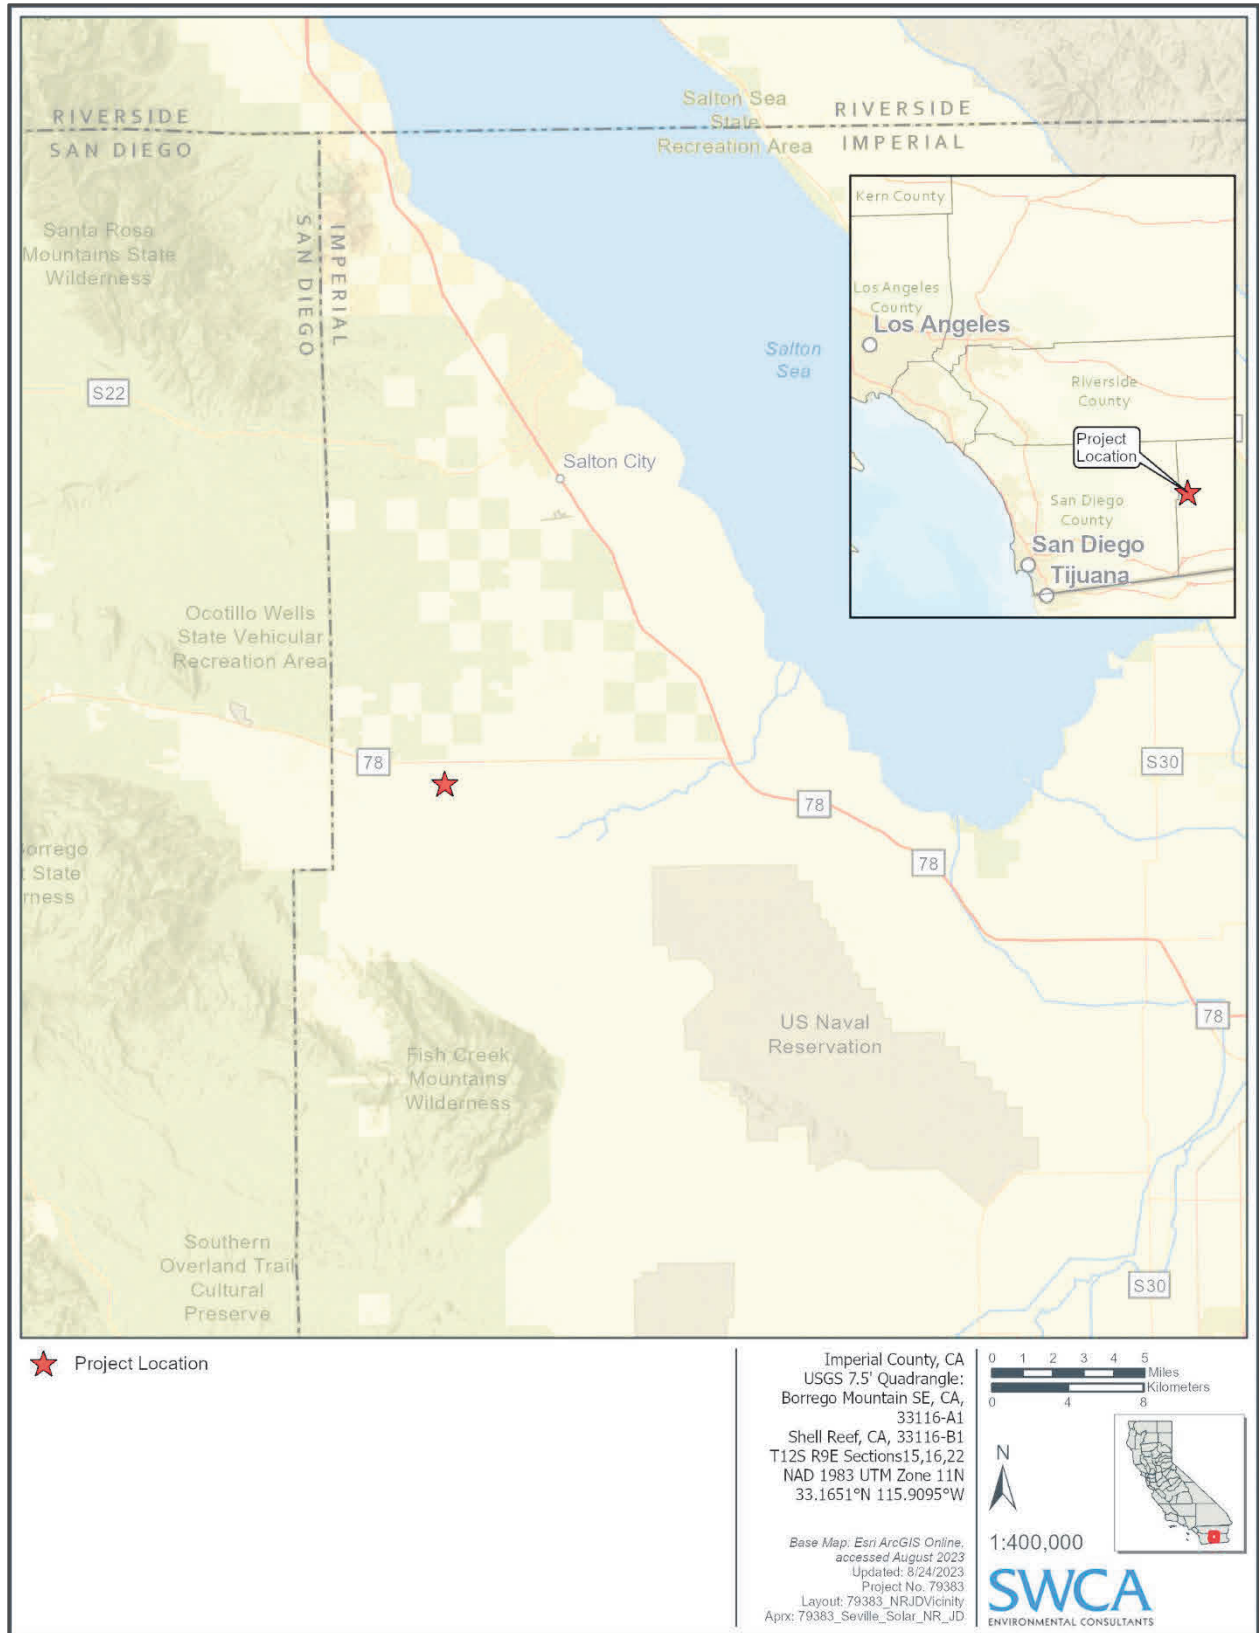 RIVERSIDE
SAN DIEGO
Salton Sea
State
Recreation Area
RIVERSIDE
IMPERIAL
Santa Rosa
Mountains State
Wilderness
SAN DIEGO
IMPERIAL
S22
Salton
Sea
Salton City
Kern County
Los Angeles
County
Los Angeles
Riverside
County
Project
Location
San Diego
County
San Diego
Tijuana
Ocotillo Wells
State Vehicular
Recreation Area
78
S30
78
78
orrego
t State
rness
78
US Naval
Reservation
Fish Creek
Mountains
Wilderness
Southern
Overland Trail
Cultural
Preserve
S30
Project Location
Imperial County, CA
USGS 7.5' Quadrangle:
Borrego Mountain SE, CA,
33116-A1
Shell Reef, CA, 33116-B1
T12S R9E Sections15,16,22
NAD 1983 UTM Zone 11N
33.1651°N 115.9095°W
Base Map: Esri ArcGIS Online,
accessed August 2023
Updated: 8/24/2023
Project No. 79383
Layout: 79383_NRJDVicinity
Aprx: 79383_Seville_Solar_NR_JD
0 1 2 3 4 5
Miles
Kilometers
0 4 8
N
1:400,000
SWCA
ENVIRONMENTAL CONSULTANTS